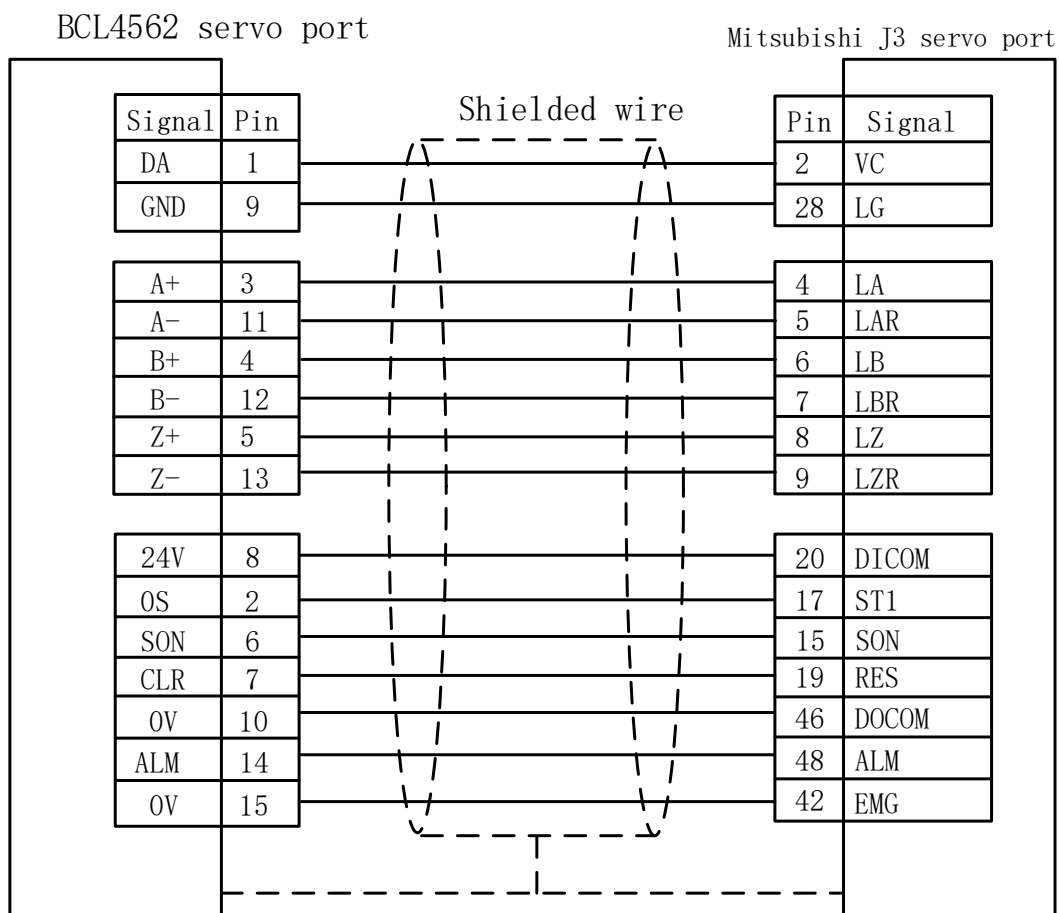 BCL4562 servo port
Mitsubishi J3 servo port
Shielded wire
Signal Pin Pin Signal
DA 1 2 VC
GND 9 28 LG
A+ 3 4 LA
A- 11 5 LAR
B+ 4 6 LB
B- 12 7 LBR
Z+ 5 8 LZ
Z- 13 9 LZR
24V 8 20 DICOM
OS 2 17 ST1
SON 6 15 SON
CLR 7 19 RES
0V 10 46 DOCOM
ALM 14 48 ALM
0V 15 42 EMG